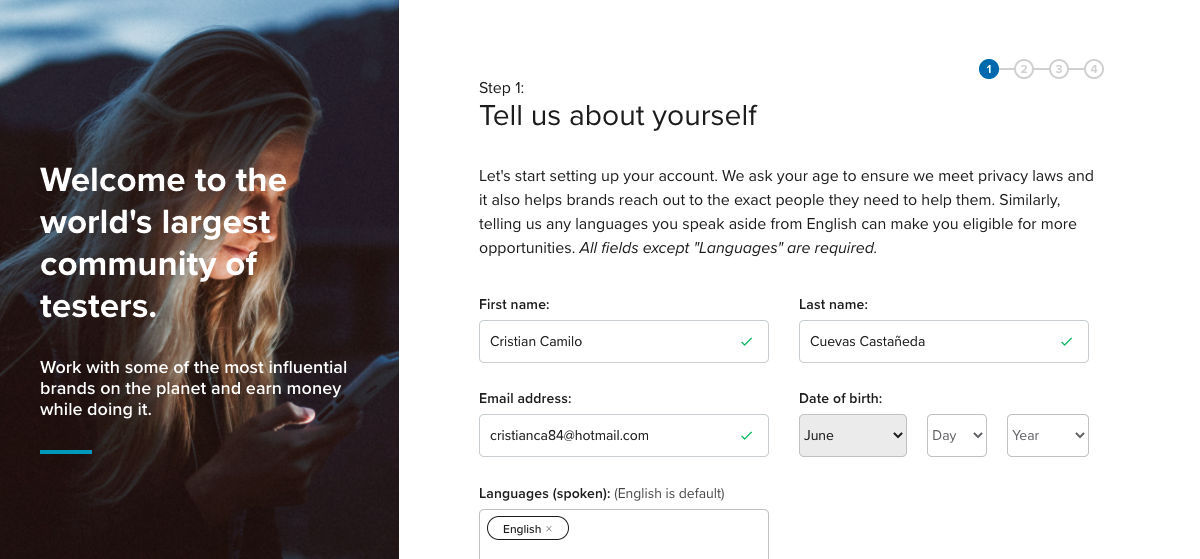 Welcome to the
world's largest
community of
testers.
Work with some of the most influential
brands on the planet and earn money
while doing it.
1 2 3 4
Step 1:
Tell us about yourself
Let's start setting up your account. We ask your age to ensure we meet privacy laws and
it also helps brands reach out to the exact people they need to help them. Similarly,
telling us any languages you speak aside from English can make you eligible for more
opportunities. All fields except "Languages" are required.
First name: Last name:
Cristian Camilo Cuevas Castañeda
Email address: Date of birth:
cristianca84@hotmail.com June Day Year
Languages (spoken): (English is default)
English ×